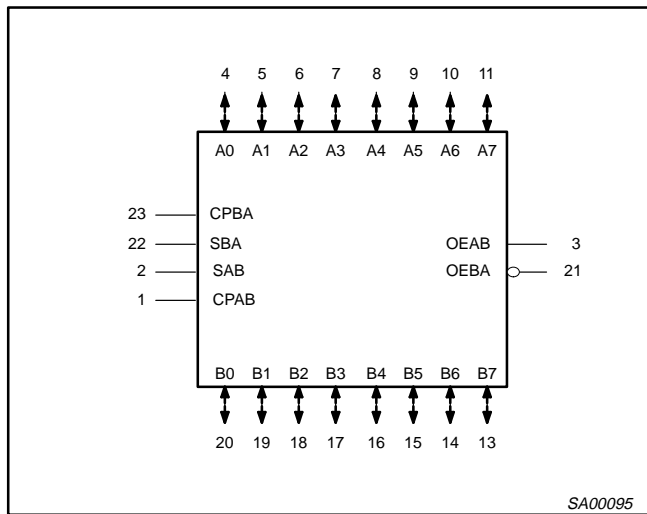 4 5 6 7 8 9 10 11
A0 A1 A2 A3 A4 A5 A6 A7
23 CPBA
22 SBA OEAB 3
2 SAB OEBA 21
1 CPAB
B0 B1 B2 B3 B4 B5 B6 B7
20 19 18 17 16 15 14 13
SA00095